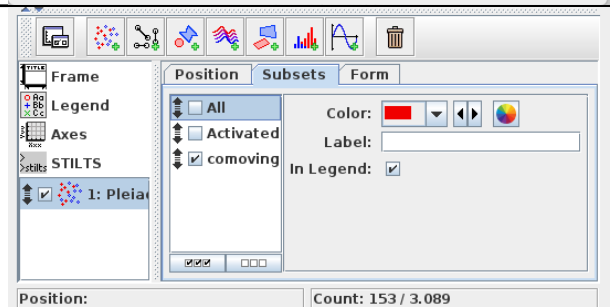 Frame
Legend
Axes
STILTS
1: Pleia
Position Subsets Form
All
Activated
comoving
Color:
Label:
In Legend:
Position:
Count: 153 / 3.089